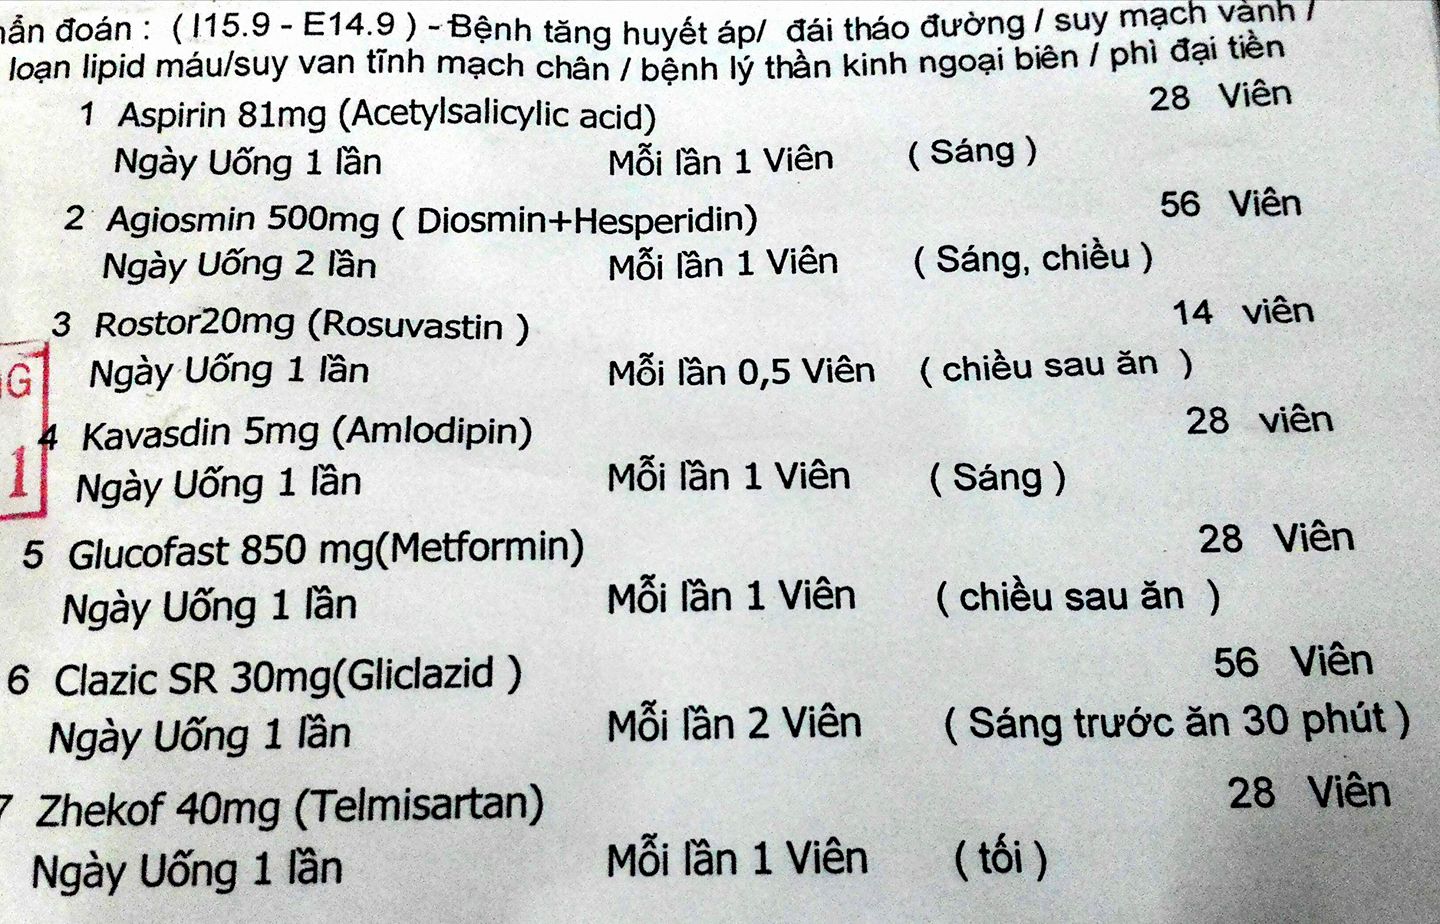 hẩn đoán : ( I15.9 - E14.9 ) - Bệnh tăng huyết áp/ đái tháo đường / suy mạch vành /
loạn lipid máu/suy van tĩnh mạch chân / bệnh lý thần kinh ngoại biên / phì đại tiền
1 Aspirin 81mg (Acetylsalicylic acid) 28 Viên
Ngày Uống 1 lần Mỗi lần 1 Viên ( Sáng )
2 Agiosmin 500mg ( Diosmin+Hesperidin) 56 Viên
Ngày Uống 2 lần Mỗi lần 1 Viên ( Sáng, chiều )
3 Rostor20mg (Rosuvastin ) 14 viên
Ngày Uống 1 lần Mỗi lần 0,5 Viên ( chiều sau ăn )
G
4 Kavasdin 5mg (Amlodipin) 28 viên
1
Ngày Uống 1 lần Mỗi lần 1 Viên ( Sáng )
5 Glucofast 850 mg(Metformin) 28 Viên
Ngày Uống 1 lần Mỗi lần 1 Viên ( chiều sau ăn )
6 Clazic SR 30mg(Gliclazid ) 56 Viên
Ngày Uống 1 lần Mỗi lần 2 Viên ( Sáng trước ăn 30 phút )
7 Zhekof 40mg (Telmisartan) 28 Viên
Ngày Uống 1 lần Mỗi lần 1 Viên ( tối )